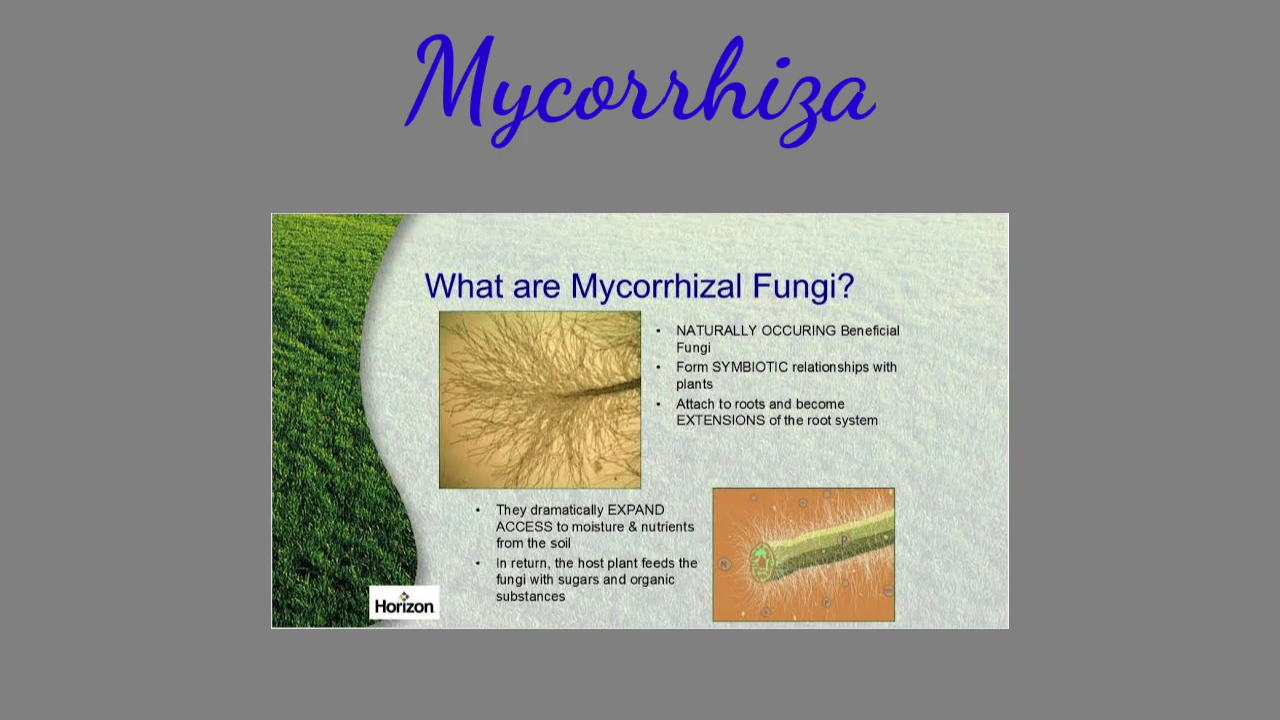 Mycorrhiza
What are Mycorrhizal Fungi?
• NATURALLY OCCURING Beneficial
Fungi
• Form SYMBIOTIC relationships with
plants
• Attach to roots and become
EXTENSIONS of the root system
• They dramatically EXPAND
ACCESS to moisture & nutrients
from the soil
• In return, the host plant feeds the
fungi with sugars and organic
substances
P
N
Horizon